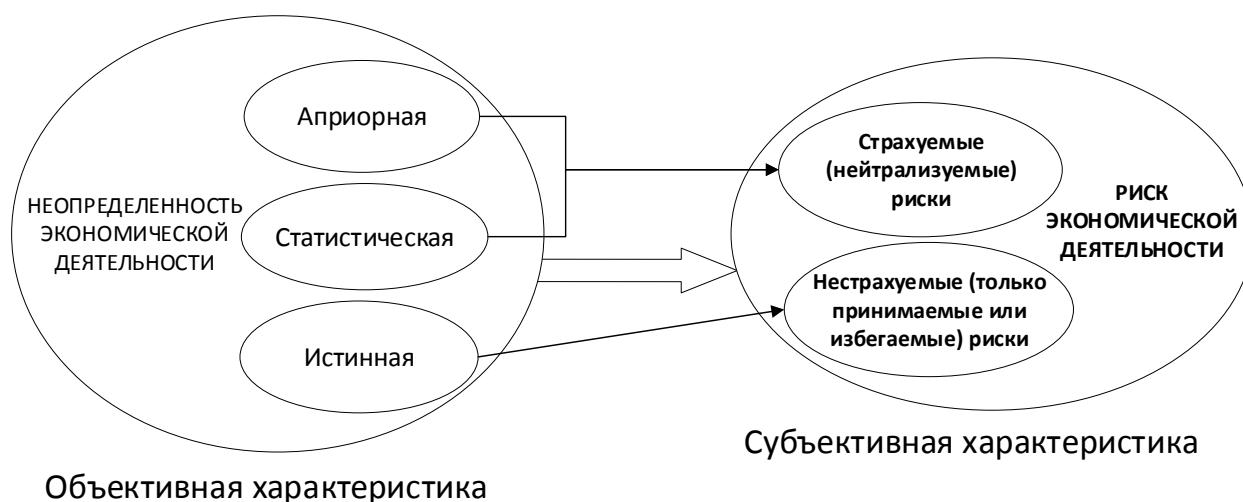 Априорная
НЕОПРЕДЕЛЕННОСТЬ
ЭКОНОМИЧЕСКОЙ
ДЕЯТЕЛЬНОСТИ
Статистическая
Истинная
Объективная характеристика
Страхуемые
(нейтрализуемые)
риски
РИСК
ЭКОНОМИЧЕСКОЙ
ДЕЯТЕЛЬНОСТИ
Нестрахуемые (только
принимаемые или
избегаемые) риски
Субъективная характеристика